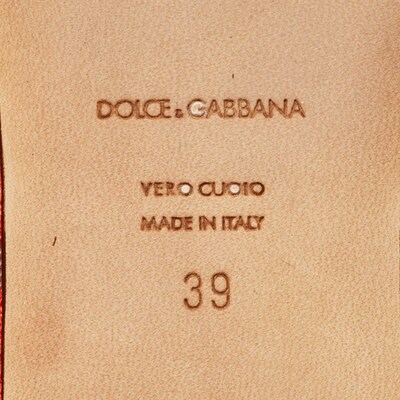 DOLCE & GABBANA
VERO CUOIO
MADE IN ITALY
39